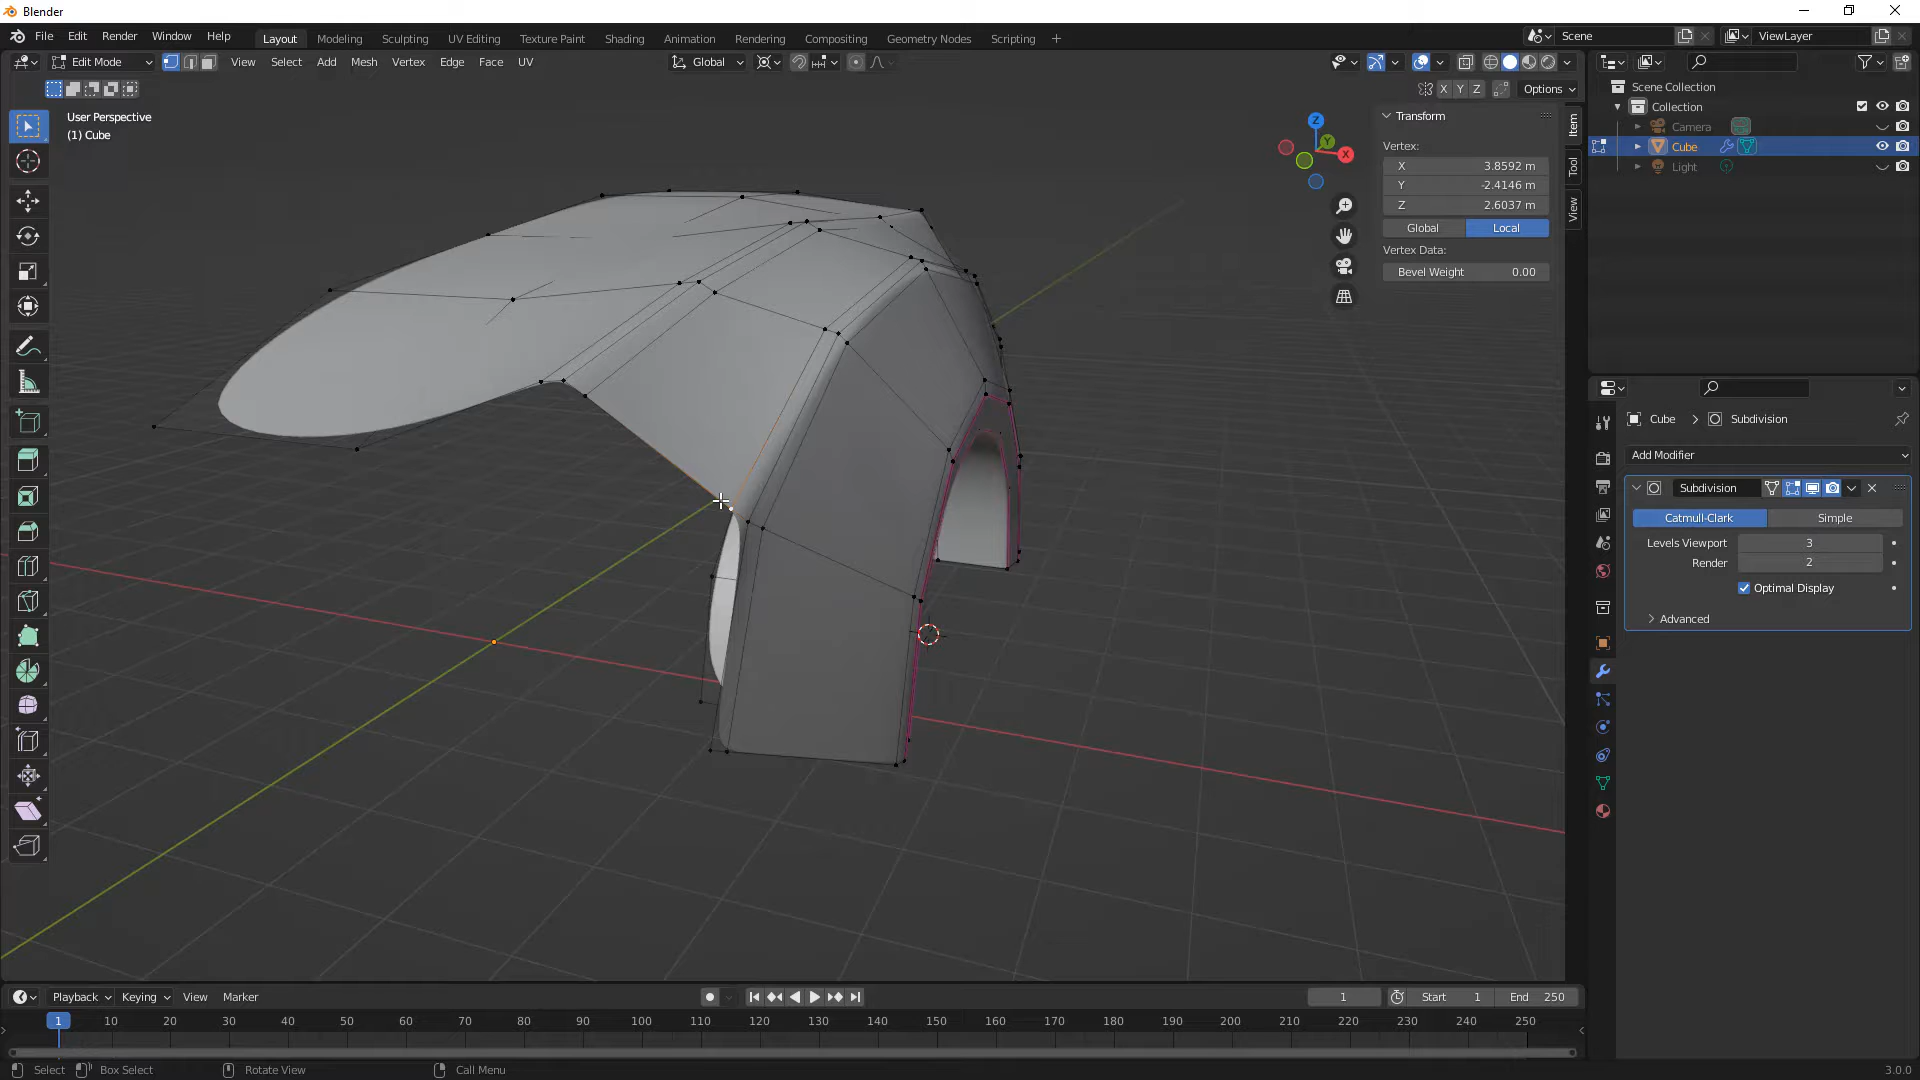 Blender
File Edit Render Window Help
Layout Modeling Sculpting UV Editing Texture Paint Shading Animation Rendering Compositing Geometry Nodes Scripting +
Scene
ViewLayer
Edit Mode
View Select Add Mesh Vertex Edge Face UV
Global
X Y Z
Options
User Perspective
(1) Cube
Z
Y
X
Transform
Vertex:
X 3.8592 m
Y -2.4146 m
Z 2.6037 m
Global Local
Vertex Data:
Bevel Weight 0.00
Item
Tool
View
Scene Collection
Collection
Camera
Cube
Light
Cube > Subdivision
Add Modifier
Subdivision
Catmull-Clark Simple
Levels Viewport 3
Render 2
Optimal Display
Advanced
Playback Keying View Marker
1
Start 1
End 250
1 10 20 30 40 50 60 70 80 90 100 110 120 130 140 150 160 170 180 190 200 210 220 230 240 250
Select Box Select Rotate View Call Menu
3.0.0